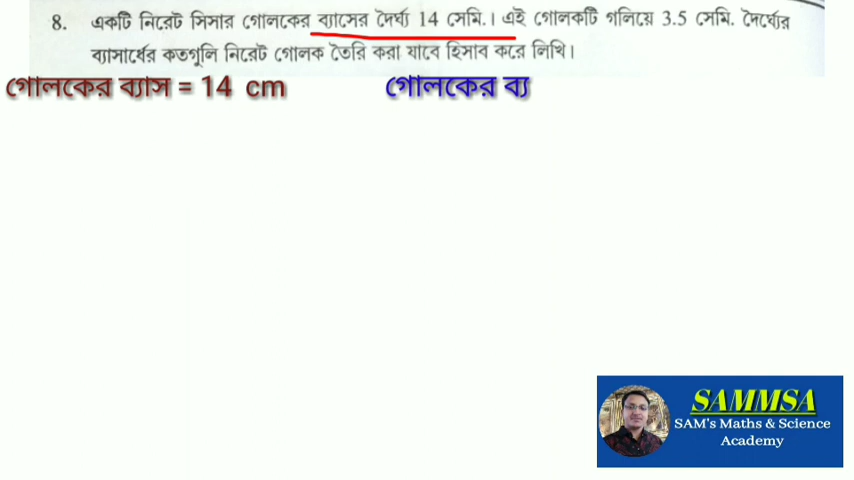 8. একটি নিরেট সিসার গোলকের ব্যাসের দৈর্ঘ্য 14 সেমি.। এই গোলকটি গলিয়ে 3.5 সেমি. দৈর্ঘ্যের
ব্যাসার্ধের কতগুলি নিরেট গোলক তৈরি করা যাবে হিসাব করে লিখি।
গোলকের ব্যাস = 14 cm গোলকের ব্য
SAMMSA
SAM's Maths & Science
Academy